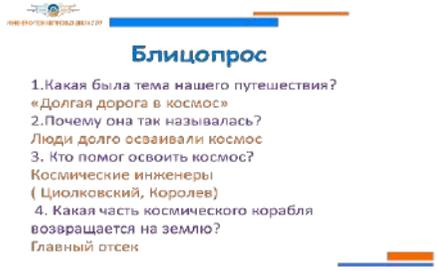 Блицопрос
1.Какая была тема нашего путешествия?
«Долгая дорога в космос»
2.Почему она так называлась?
Люди долго осваивали космос
3. Кто помог освоить космос?
Космические инженеры
( Циолковский, Королев)
4. Какая часть космического корабля
возвращается на землю?
Главный отсек